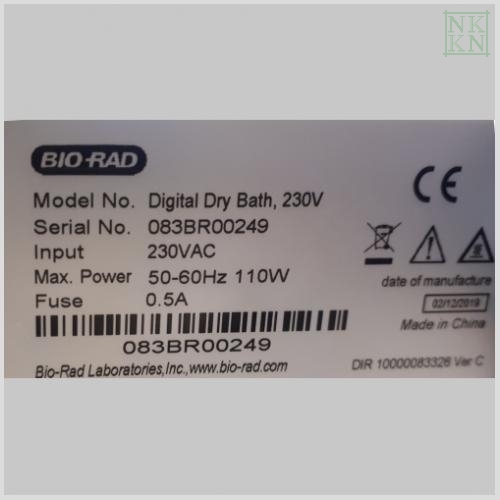 NK
KN
BIO-RAD
Model No. Digital Dry Bath, 230V
Serial No. 083BR00249
Input 230VAC
Max. Power 50-60Hz 110W
Fuse 0.5A
083BR00249
Bio-Rad Laboratories,Inc.,www.bio-rad.com
CE
date of manufacture
02/12/2019
Made in China
DIR 10000083326 Ver C